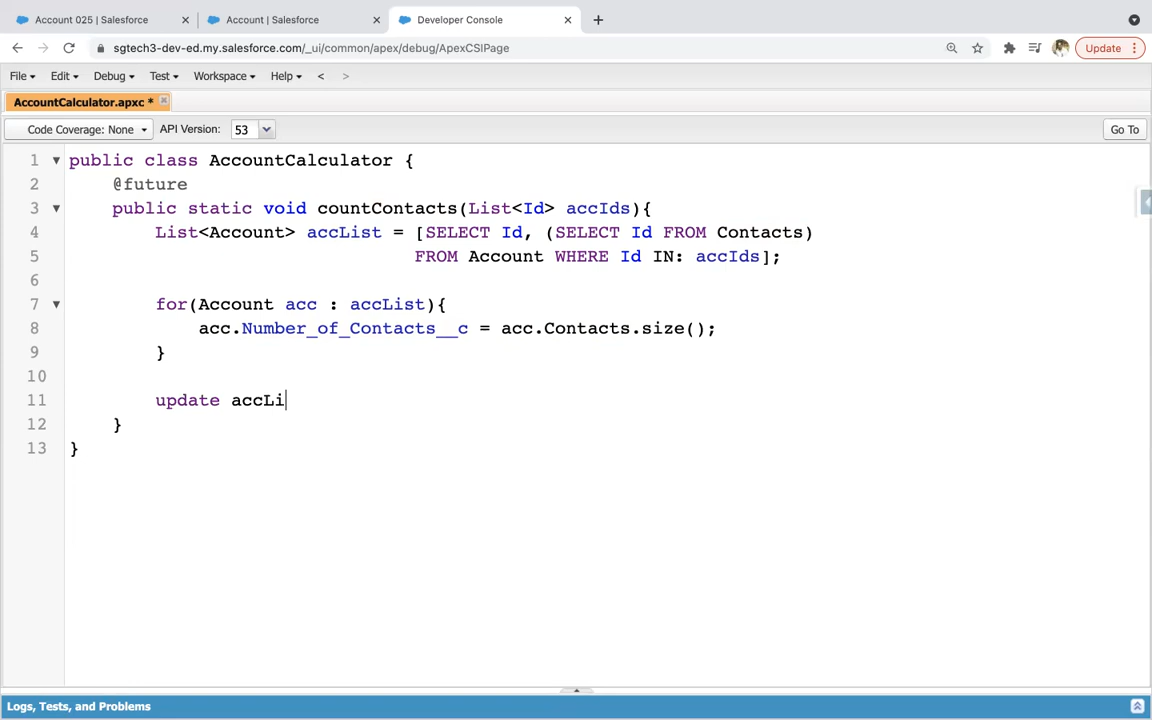 Account 025 | Salesforce
Account | Salesforce
Developer Console
sgtech3-dev-ed.my.salesforce.com/_ui/common/apex/debug/ApexCSIPage
Update
File
Edit
Debug
Test
Workspace
Help
<
>
AccountCalculator.apxc *
Code Coverage: None
API Version:
53
Go To
1 public class AccountCalculator {
2 @future
3 public static void countContacts(List<Id> accIds){
4 List<Account> accList = [SELECT Id, (SELECT Id FROM Contacts)
5 FROM Account WHERE Id IN: accIds];
6
7 for(Account acc : accList){
8 acc.Number_of_Contacts__c = acc.Contacts.size();
9 }
10
11 update accLi
12 }
13 }
Logs, Tests, and Problems